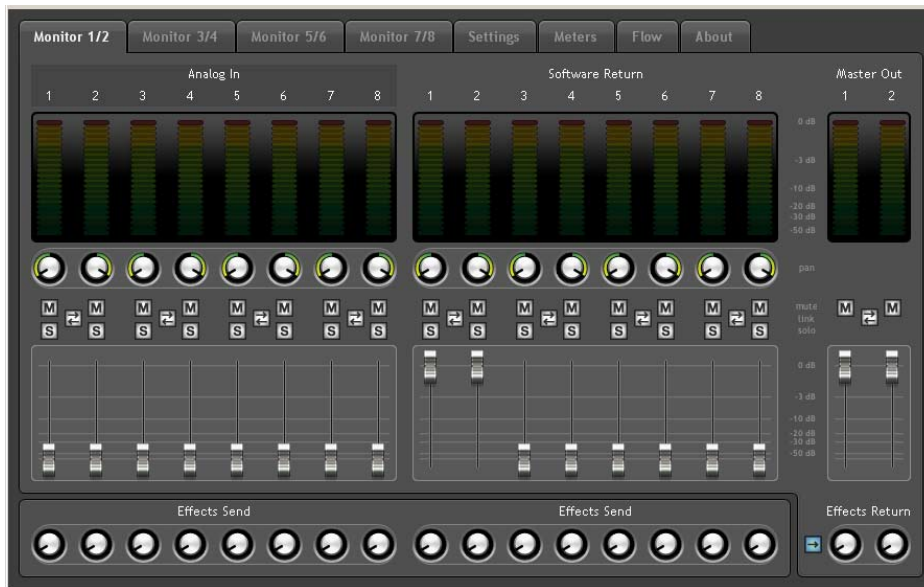 Monitor 1/2 Monitor 3/4 Monitor 5/6 Monitor 7/8 Settings Meters Flow About
Analog In Software Return Master Out
1 2 3 4 5 6 7 8 1 2 3 4 5 6 7 8 1 2
0 dB
-3 dB
-10 dB
-20 dB
-30 dB
-50 dB
pan
M M M M M M M M M M M M M M M M mute M M
link
S S S S S S S S S S S S S S S S solo
0 dB
-3 dB
-10 dB
-20 dB
-30 dB
-50 dB
Effects Send Effects Send Effects Return